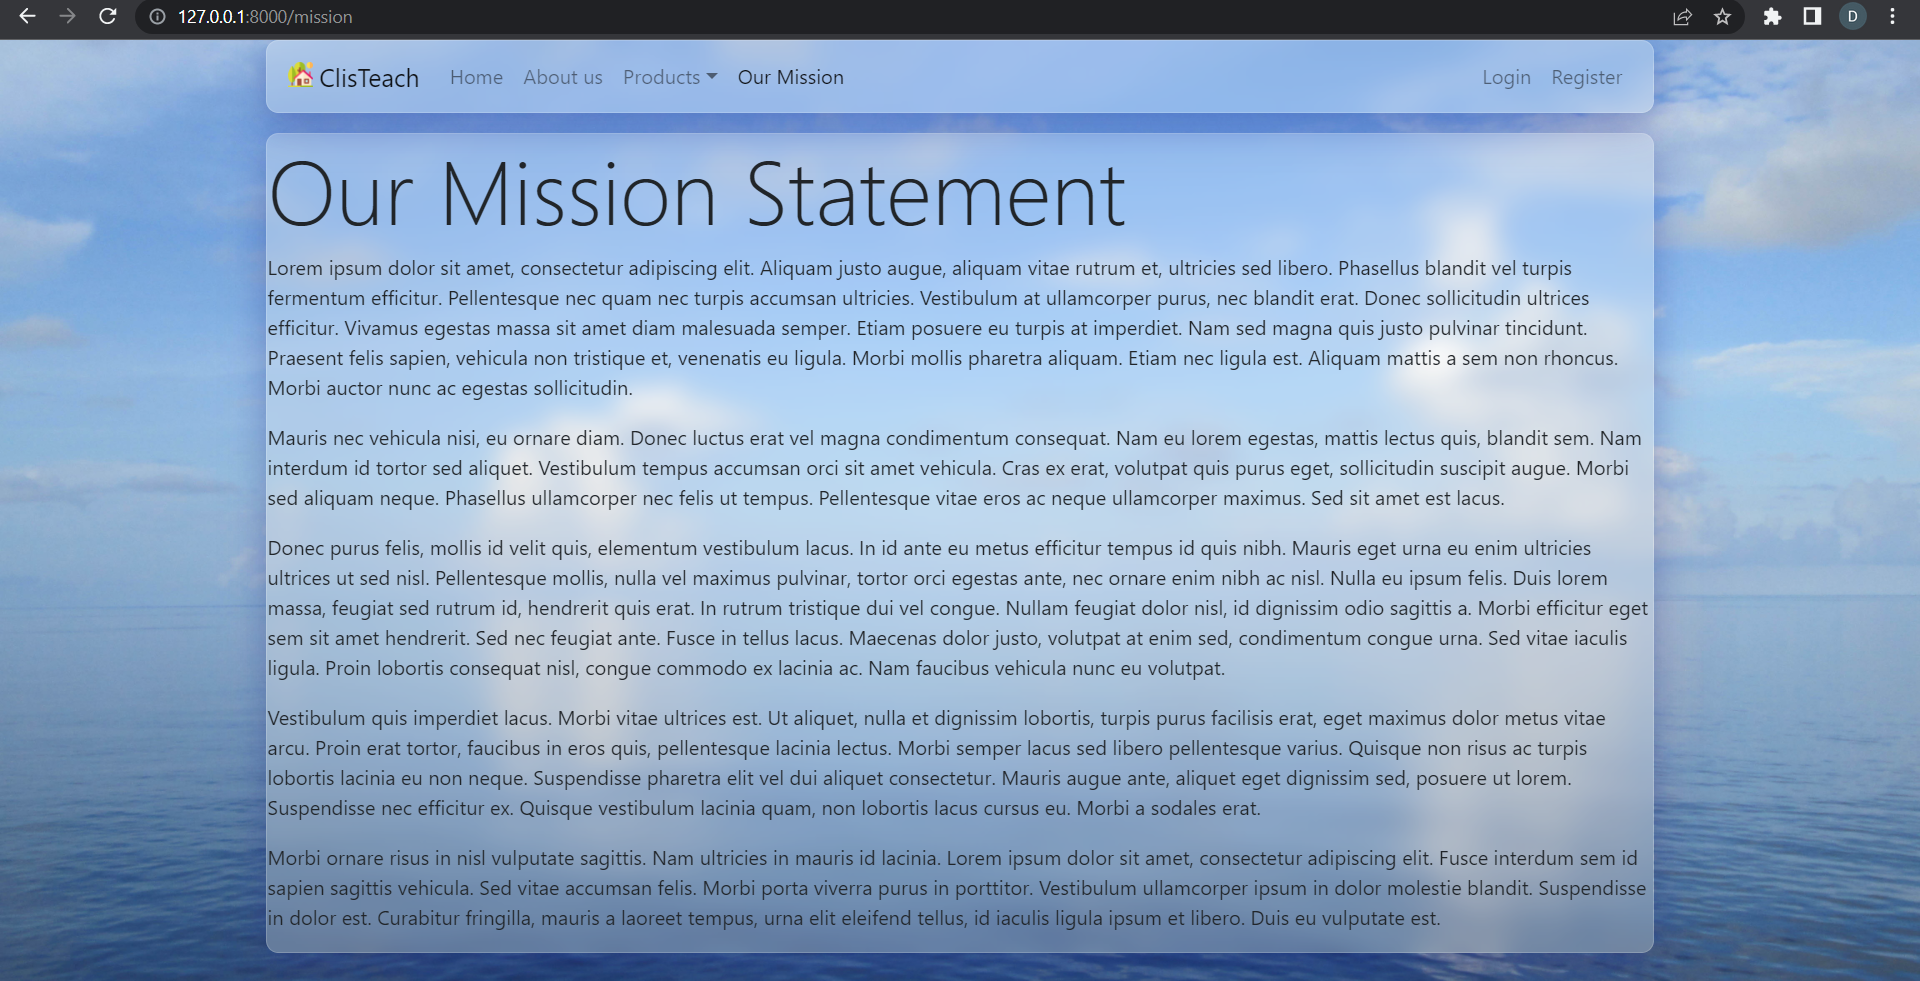 127.0.0.1:8000/mission
D
ClisTeach Home About us Products Our Mission Login Register
Our Mission Statement
Lorem ipsum dolor sit amet, consectetur adipiscing elit. Aliquam justo augue, aliquam vitae rutrum et, ultricies sed libero. Phasellus blandit vel turpis
fermentum efficitur. Pellentesque nec quam nec turpis accumsan ultricies. Vestibulum at ullamcorper purus, nec blandit erat. Donec sollicitudin ultrices
efficitur. Vivamus egestas massa sit amet diam malesuada semper. Etiam posuere eu turpis at imperdiet. Nam sed magna quis justo pulvinar tincidunt.
Praesent felis sapien, vehicula non tristique et, venenatis eu ligula. Morbi mollis pharetra aliquam. Etiam nec ligula est. Aliquam mattis a sem non rhoncus.
Morbi auctor nunc ac egestas sollicitudin.
Mauris nec vehicula nisi, eu ornare diam. Donec luctus erat vel magna condimentum consequat. Nam eu lorem egestas, mattis lectus quis, blandit sem. Nam
interdum id tortor sed aliquet. Vestibulum tempus accumsan orci sit amet vehicula. Cras ex erat, volutpat quis purus eget, sollicitudin suscipit augue. Morbi
sed aliquam neque. Phasellus ullamcorper nec felis ut tempus. Pellentesque vitae eros ac neque ullamcorper maximus. Sed sit amet est lacus.
Donec purus felis, mollis id velit quis, elementum vestibulum lacus. In id ante eu metus efficitur tempus id quis nibh. Mauris eget urna eu enim ultricies
ultrices ut sed nisl. Pellentesque mollis, nulla vel maximus pulvinar, tortor orci egestas ante, nec ornare enim nibh ac nisl. Nulla eu ipsum felis. Duis lorem
massa, feugiat sed rutrum id, hendrerit quis erat. In rutrum tristique dui vel congue. Nullam feugiat dolor nisl, id dignissim odio sagittis a. Morbi efficitur eget
sem sit amet hendrerit. Sed nec feugiat ante. Fusce in tellus lacus. Maecenas dolor justo, volutpat at enim sed, condimentum congue urna. Sed vitae iaculis
ligula. Proin lobortis consequat nisl, congue commodo ex lacinia ac. Nam faucibus vehicula nunc eu volutpat.
Vestibulum quis imperdiet lacus. Morbi vitae ultrices est. Ut aliquet, nulla et dignissim lobortis, turpis purus facilisis erat, eget maximus dolor metus vitae
arcu. Proin erat tortor, faucibus in eros quis, pellentesque lacinia lectus. Morbi semper lacus sed libero pellentesque varius. Quisque non risus ac turpis
lobortis lacinia eu non neque. Suspendisse pharetra elit vel dui aliquet consectetur. Mauris augue ante, aliquet eget dignissim sed, posuere ut lorem.
Suspendisse nec efficitur ex. Quisque vestibulum lacinia quam, non lobortis lacus cursus eu. Morbi a sodales erat.
Morbi ornare risus in nisl vulputate sagittis. Nam ultricies in mauris id lacinia. Lorem ipsum dolor sit amet, consectetur adipiscing elit. Fusce interdum sem id
sapien sagittis vehicula. Sed vitae accumsan felis. Morbi porta viverra purus in porttitor. Vestibulum ullamcorper ipsum in dolor molestie blandit. Suspendisse
in dolor est. Curabitur fringilla, mauris a laoreet tempus, urna elit eleifend tellus, id iaculis ligula ipsum et libero. Duis eu vulputate est.